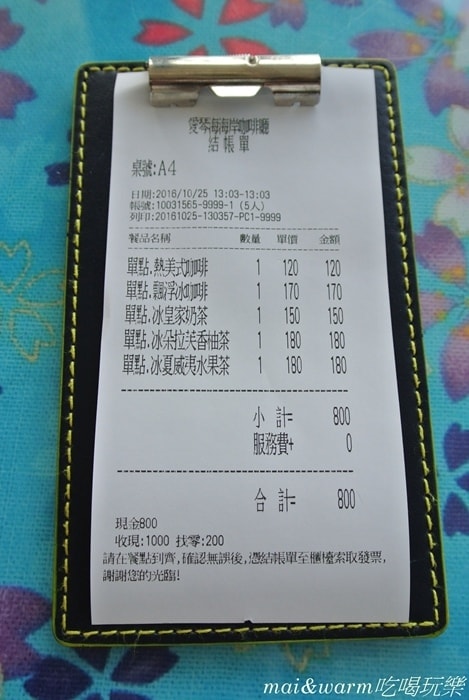 愛琴海海岸咖啡廳
結帳單
桌號:A4
日期:2016/10/25 13:03-13:03
帳號:10031565-9999-1 (5人)
列印:20161025-130357-PC1-9999
餐品名稱 數量 單價 金額
單點.熱美式咖啡 1 120 120
單點.飄浮冰咖啡 1 170 170
單點.冰皇家奶茶 1 150 150
單點.冰朵拉芙香柚茶 1 180 180
單點.冰夏威夷水果茶 1 180 180
小 計= 800
服務費+ 0
合 計= 800
現金800
收現:1000 找零:200
請在餐點到齊,確認無誤後,憑結帳單至櫃檯索取發票,
謝謝您的光臨!
mai&warm吃喝玩樂